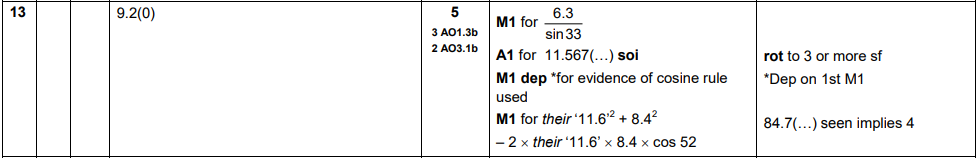 13 9.2(0) 5 M1 for 6.3
3 AO1.3b sin 33
2 AO3.1b A1 for 11.567(…) soi rot to 3 or more sf
M1 dep *for evidence of cosine rule *Dep on 1st M1
used
M1 for their ‘11.6’² + 8.4² 84.7(…) seen implies 4
– 2 × their ‘11.6’ × 8.4 × cos 52